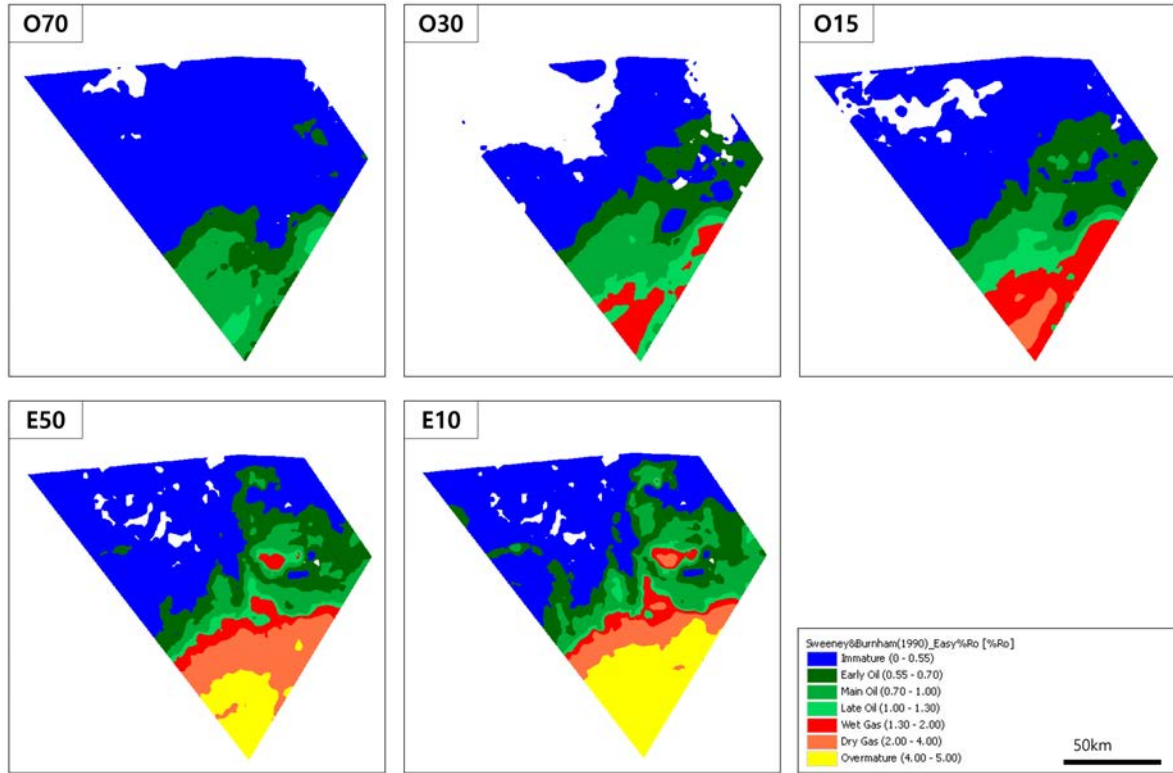 O70
O30
O15
E50
E10
Sweeney&Burnham(1990)_Easy%Ro [%Ro]
Immature (0 - 0.55)
Early Oil (0.55 - 0.70)
Main Oil (0.70 - 1.00)
Late Oil (1.00 - 1.30)
Wet Gas (1.30 - 2.00)
Dry Gas (2.00 - 4.00)
Overmature (4.00 - 5.00)
50km